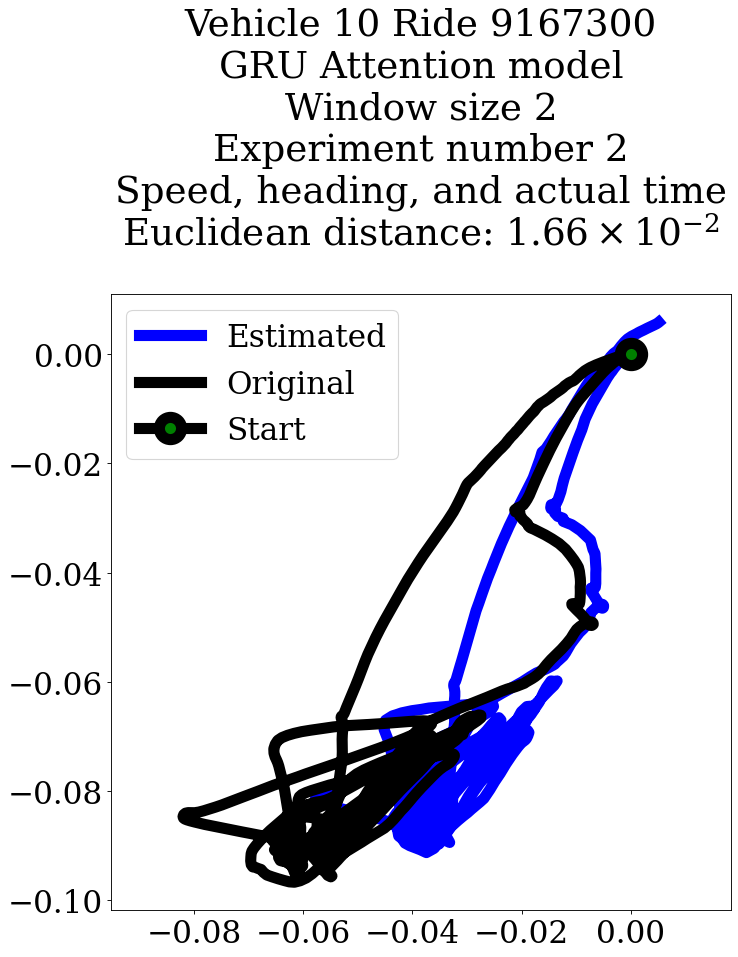 Vehicle 10 Ride 9167300
GRU Attention model
Window size 2
Experiment number 2
Speed, heading, and actual time
Euclidean distance: 1.66 × 10⁻²
Estimated
Original
Start
0.00
−0.02
−0.04
−0.06
−0.08
−0.10
−0.08 −0.06 −0.04 −0.02 0.00